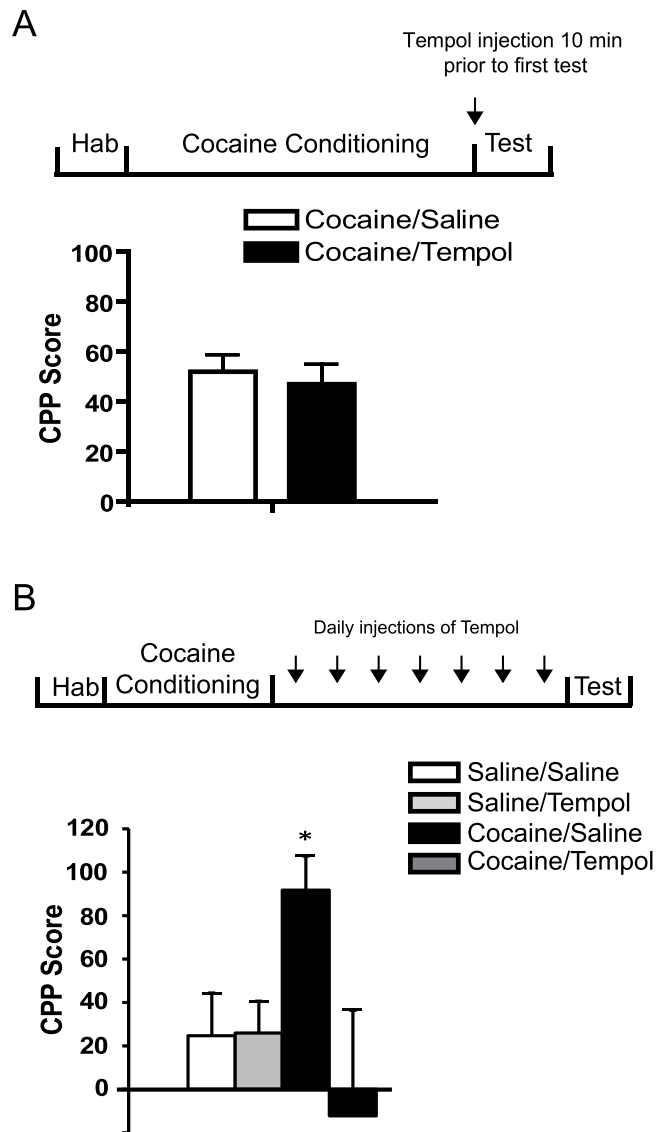 A
Tempol injection 10 min
prior to first test
Hab Cocaine Conditioning Test
Cocaine/Saline
Cocaine/Tempol
100
80
60
40
20
0
CPP Score
B
Daily injections of Tempol
Cocaine
Hab Conditioning Test
Saline/Saline
Saline/Tempol
Cocaine/Saline
Cocaine/Tempol
*
120
100
80
60
40
20
0
CPP Score